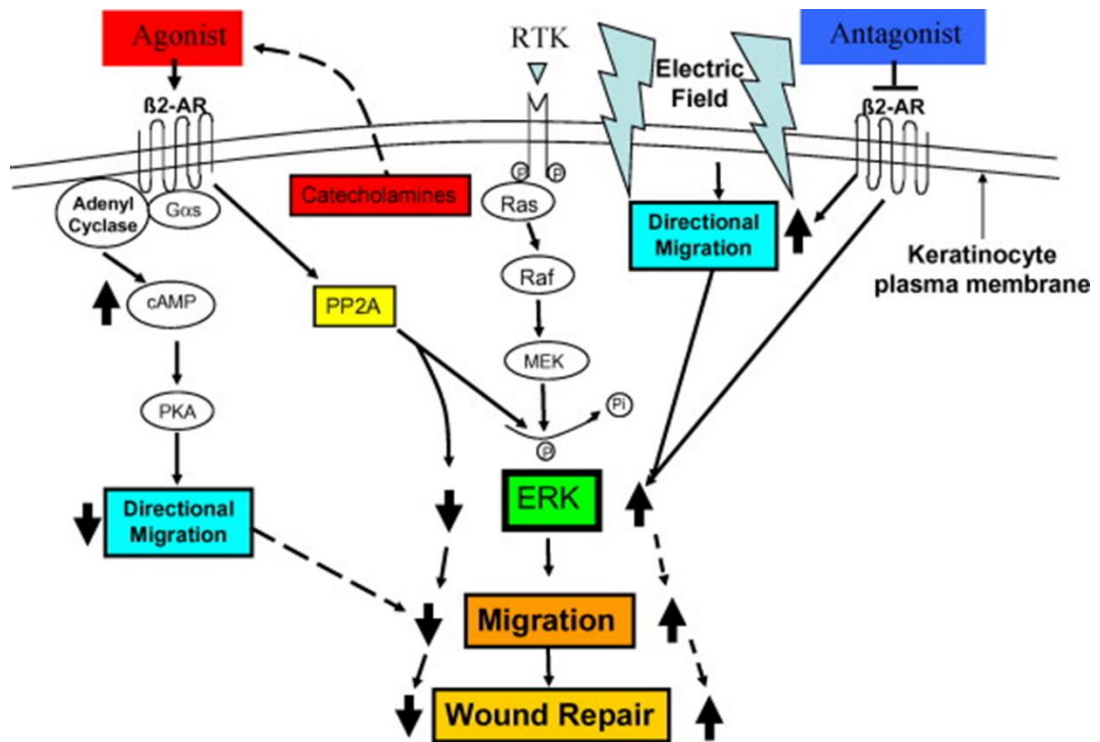 Agonist
RTK
Electric
Field
Antagonist
ß2-AR
ß2-AR
P
P
Catecholamines
Adenyl
Cyclase
Gαs
Ras
Directional
Migration
Keratinocyte
plasma membrane
cAMP
PP2A
Raf
MEK
PKA
Pi
P
Directional
Migration
ERK
Migration
Wound Repair